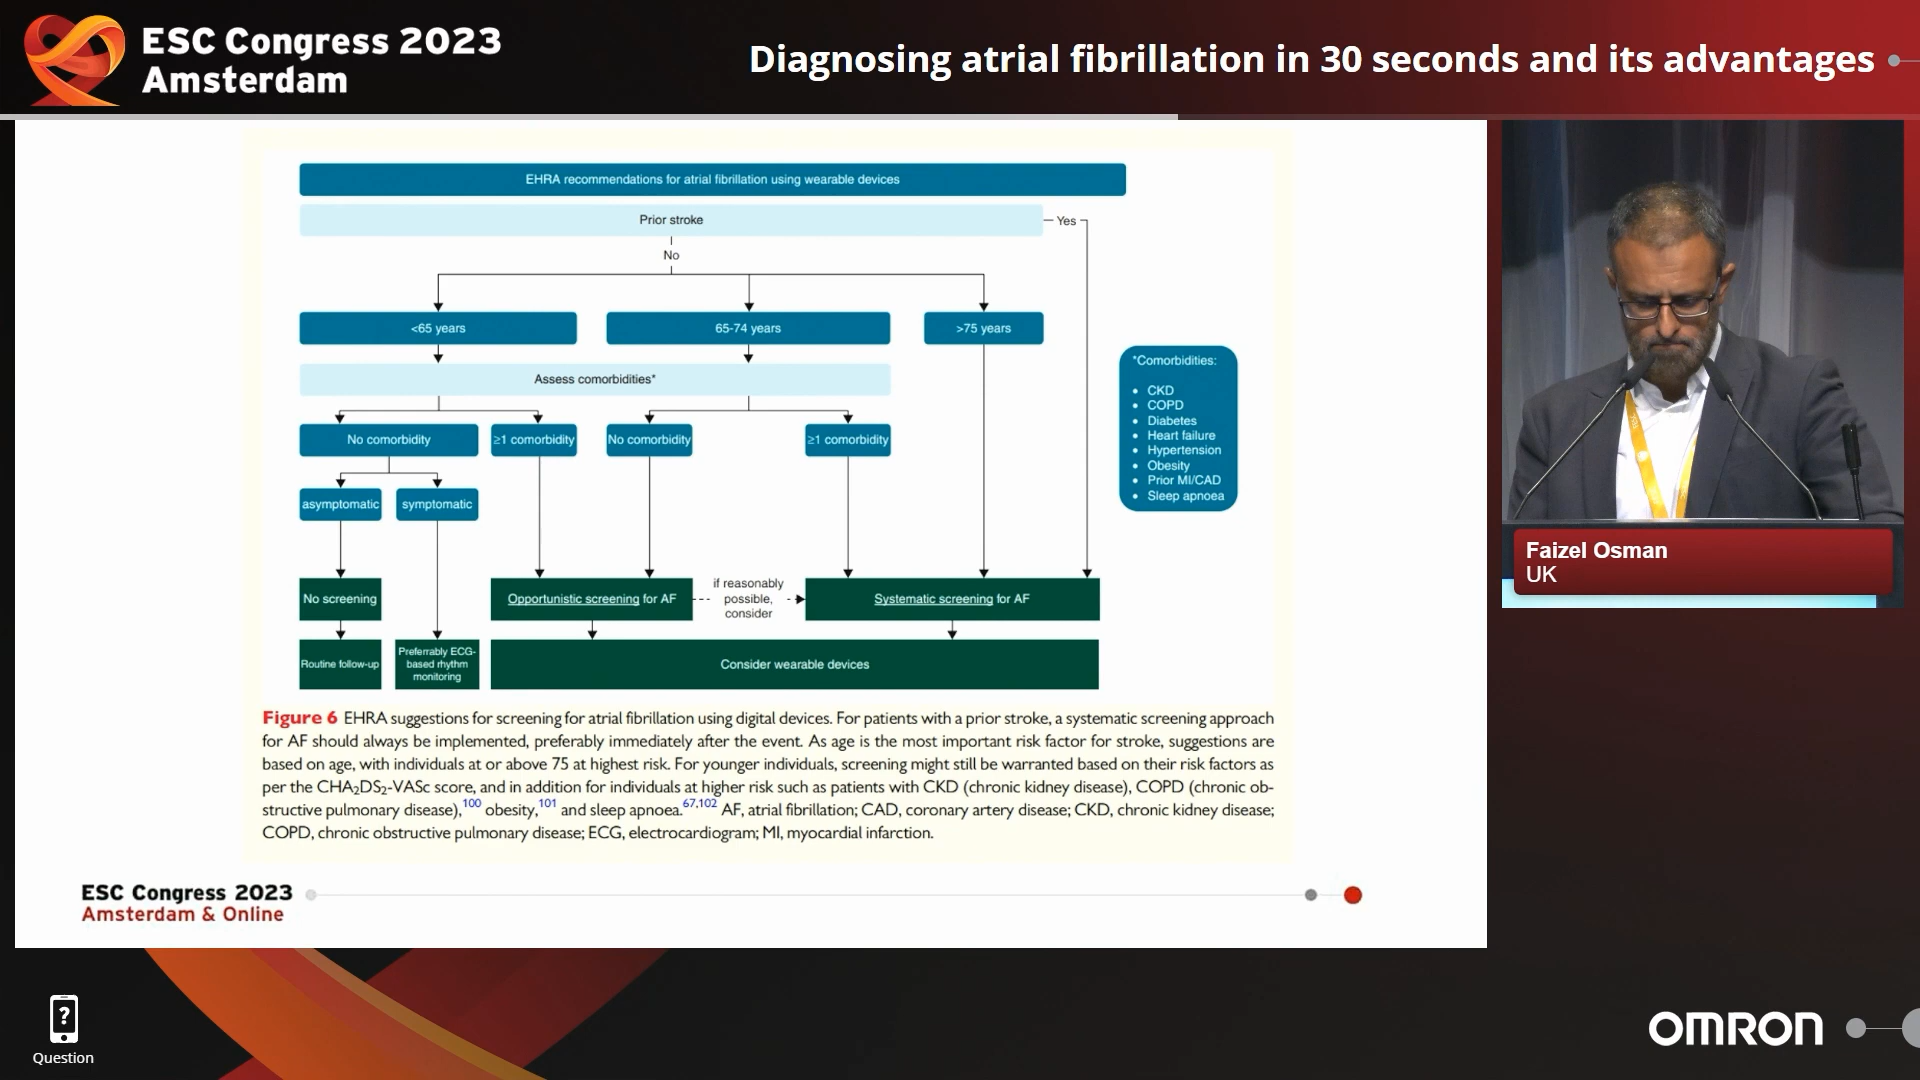 ESC Congress 2023
Amsterdam
Diagnosing atrial fibrillation in 30 seconds and its advantages
EHRA recommendations for atrial fibrillation using wearable devices
Prior stroke
Yes
No
<65 years
65-74 years
>75 years
Assess comorbidities*
No comorbidity
≥1 comorbidity
No comorbidity
≥1 comorbidity
asymptomatic
symptomatic
*Comorbidities:
• CKD
• COPD
• Diabetes
• Heart failure
• Hypertension
• Obesity
• Prior MI/CAD
• Sleep apnoea
No screening
Opportunistic screening for AF
if reasonably
possible,
consider
Systematic screening for AF
Routine follow-up
Preferrably ECG-
based rhythm
monitoring
Consider wearable devices
Figure 6 EHRA suggestions for screening for atrial fibrillation using digital devices. For patients with a prior stroke, a systematic screening approach
for AF should always be implemented, preferably immediately after the event. As age is the most important risk factor for stroke, suggestions are
based on age, with individuals at or above 75 at highest risk. For younger individuals, screening might still be warranted based on their risk factors as
per the CHA₂DS₂-VASc score, and in addition for individuals at higher risk such as patients with CKD (chronic kidney disease), COPD (chronic ob-
structive pulmonary disease),¹⁰⁰ obesity,¹⁰¹ and sleep apnoea.⁶⁷,¹⁰² AF, atrial fibrillation; CAD, coronary artery disease; CKD, chronic kidney disease;
COPD, chronic obstructive pulmonary disease; ECG, electrocardiogram; MI, myocardial infarction.
ESC Congress 2023
Amsterdam & Online
Faizel Osman
UK
?
Question
OMRON